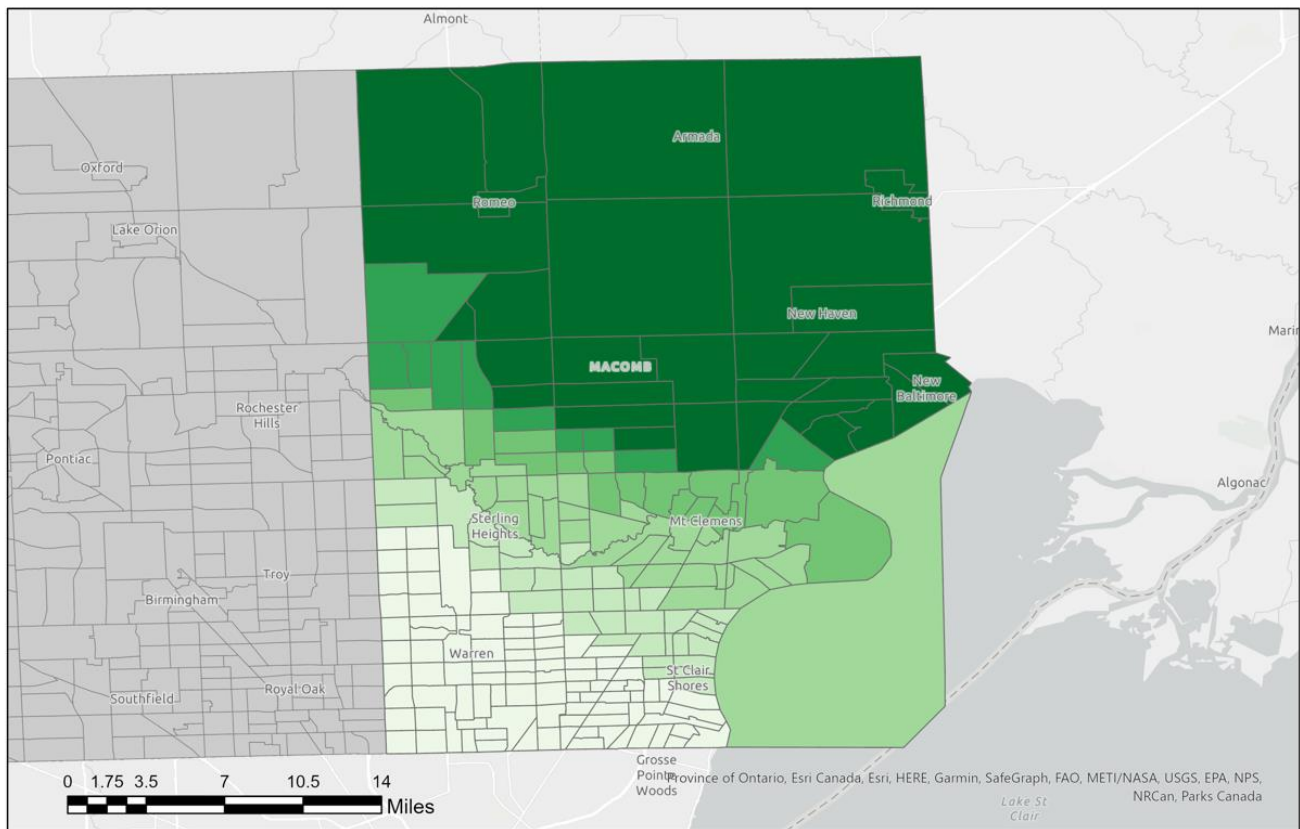 Almont
Armada
Oxford
Romeo
Richmond
Lake Orion
New Haven
Marin
MACOMB
New
Baltimore
Rochester
Hills
Pontiac
Algonac
Sterling
Heights
Mt Clemens
Troy
Birmingham
Warren
St Clair
Shores
Southfield
Royal Oak
Grosse
Pointe
Woods
0 1.75 3.5 7 10.5 14
Miles
Province of Ontario, Esri Canada, Esri, HERE, Garmin, SafeGraph, FAO, METI/NASA, USGS, EPA, NPS,
NRCan, Parks Canada
Lake St
Clair